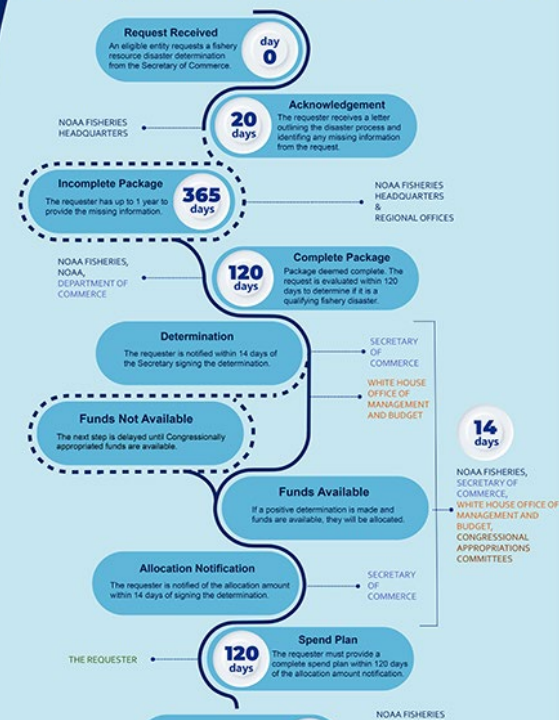 Request Received
An eligible entity requests a fishery
resource disaster determination
from the Secretary of Commerce.
day
0
NOAA FISHERIES
HEADQUARTERS
20
days
Acknowledgement
The requester receives a letter
outlining the disaster process and
identifing any missing information
from the request.
Incomplete Package
The requester has up to 1 year to
provide the missing information.
365
days
NOAA FISHERIES
HEADQUARTERS
&
REGIONAL OFFICES
NOAA FISHERIES,
NOAA,
DEPARTMENT OF
COMMERCE
120
days
Complete Package
Package deemed complete. The
request is evaluated within 120
days to determine if it is a
qualifying fishery disaster.
Determination
The requester is notified within 14 days of
the Secretary signing the determination.
SECRETARY
OF
COMMERCE
WHITE HOUSE
OFFICE OF
MANAGEMENT
AND BUDGET
Funds Not Available
The next step is delayed until Congressionally
appropriated funds are available.
14
days
NOAA FISHERIES,
SECRETARY OF
COMMERCE,
WHITE HOUSE OFFICE OF
MANAGEMENT AND
BUDGET,
CONGRESSIONAL
APPROPRIATIONS
COMMITTEES
Funds Available
If a positive determination is made and
funds are available, they will be allocated.
Allocation Notification
The requester is notified of the allocation amount
within 14 days of signing the determination.
SECRETARY
OF
COMMERCE
THE REQUESTER
120
days
Spend Plan
The requester must provide a
complete spend plan within 120 days
of the allocation amount notification.
NOAA FISHERIES